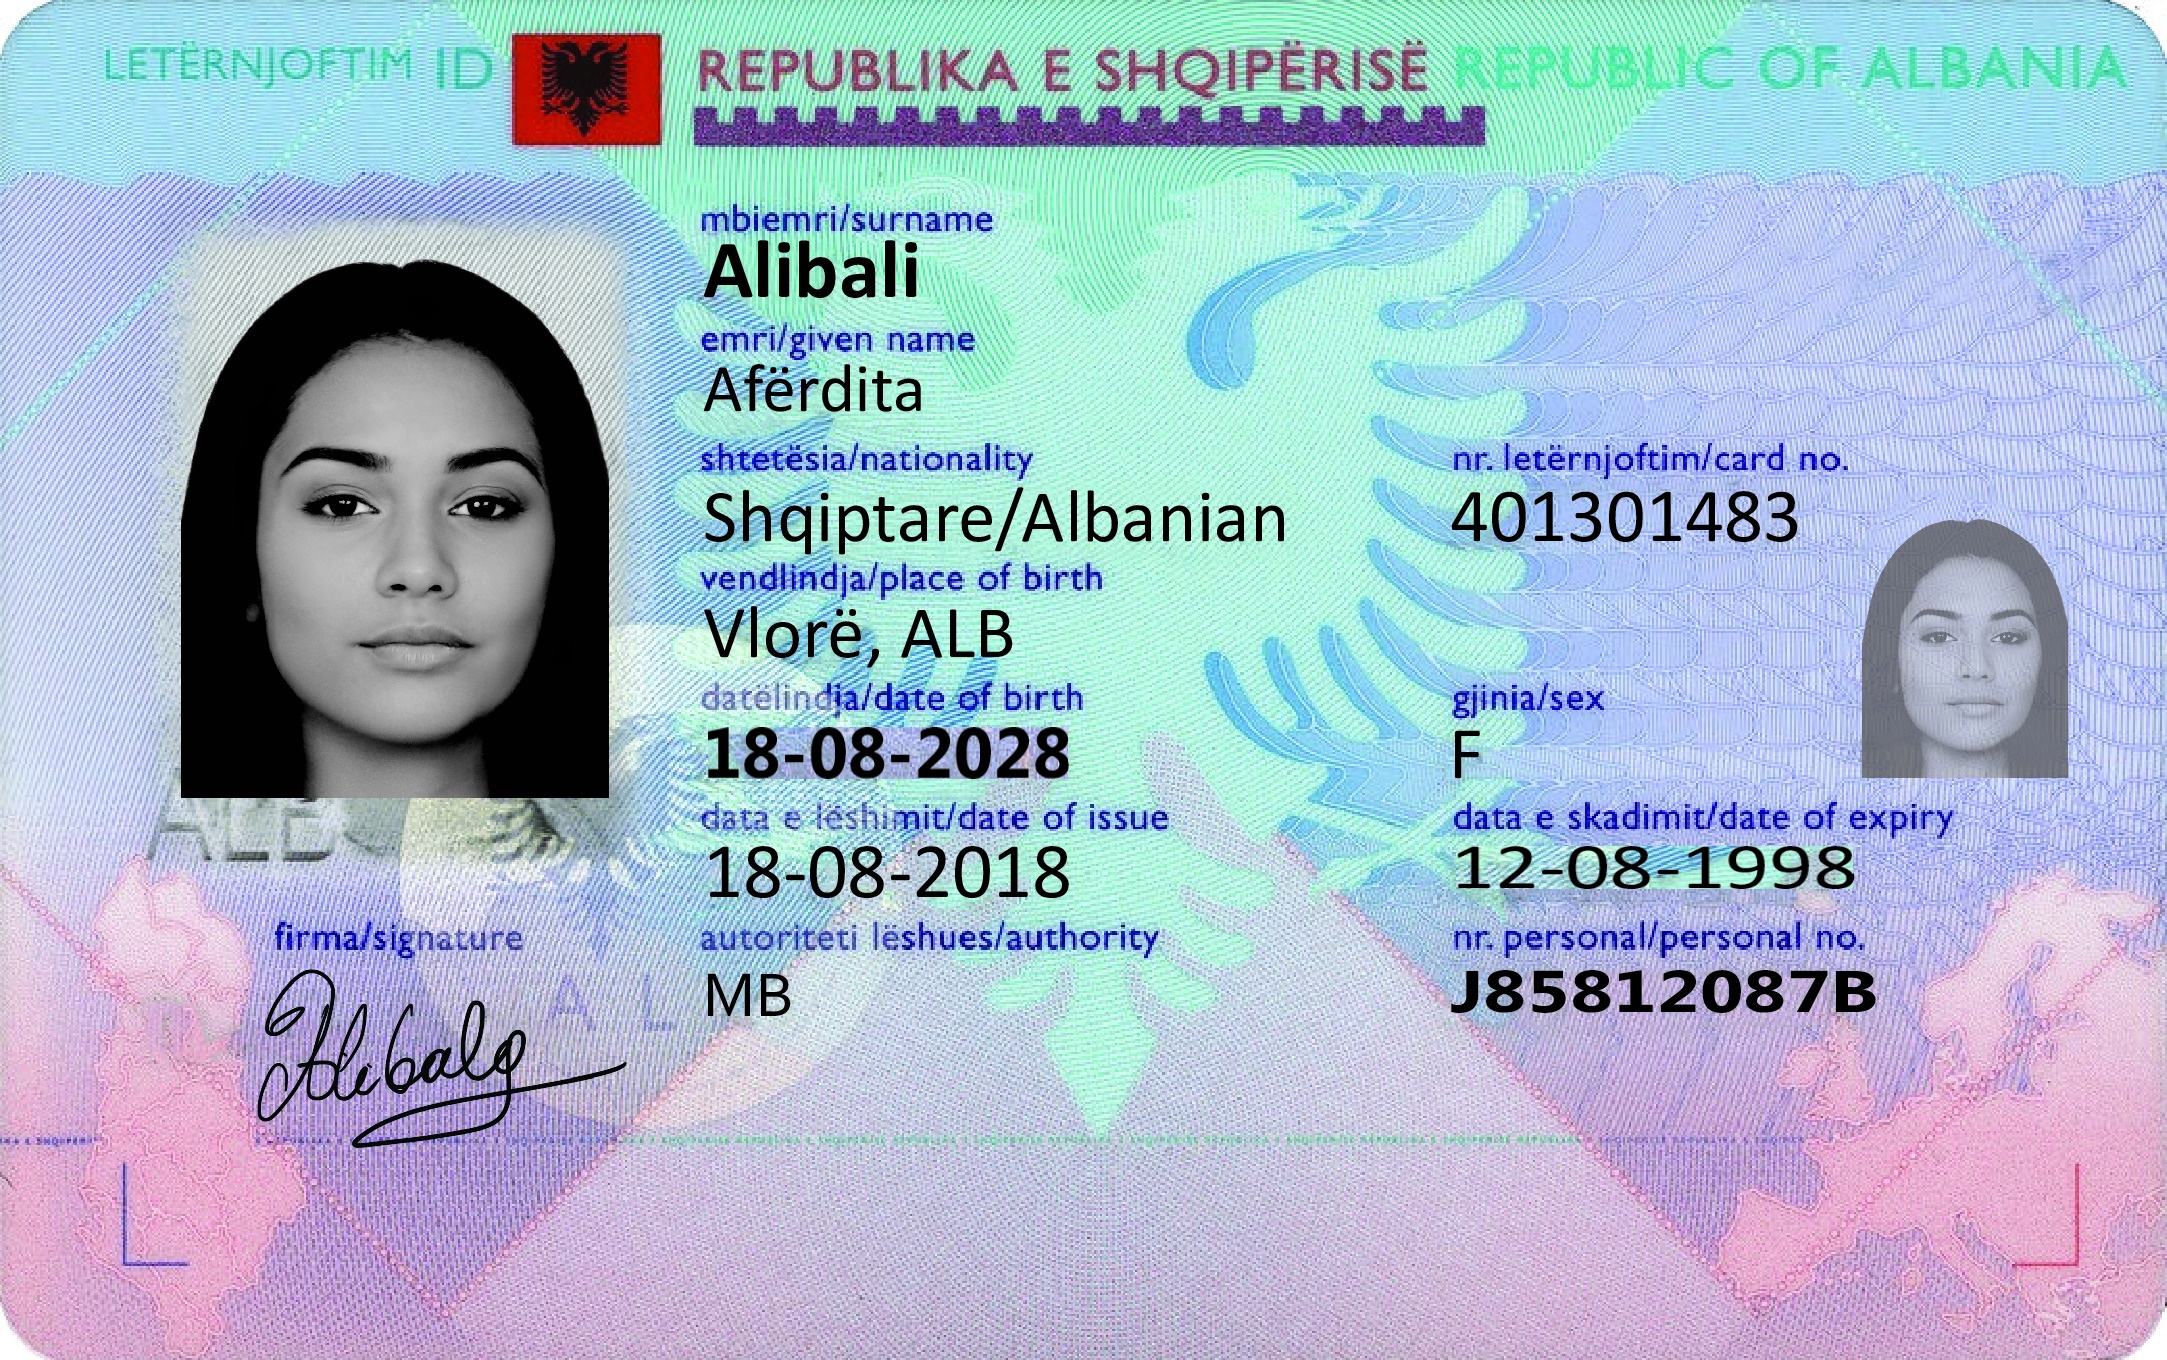 LETËRNJOFTIM ID REPUBLIKA E SHQIPËRISË REPUBLIC OF ALBANIA
mbiemri/surname
Alibali
emri/given name
Afërdita
shtetësia/nationality nr. letërnjoftim/card no.
Shqiptare/Albanian 401301483
vendlindja/place of birth
Vlorë, ALB
datëlindja/date of birth gjinia/sex
18-08-2028 F
data e lëshimit/date of issue data e skadimit/date of expiry
18-08-2018 12-08-1998
ALB
firma/signature autoriteti lëshues/authority nr. personal/personal no.
MB J85812087B
A L